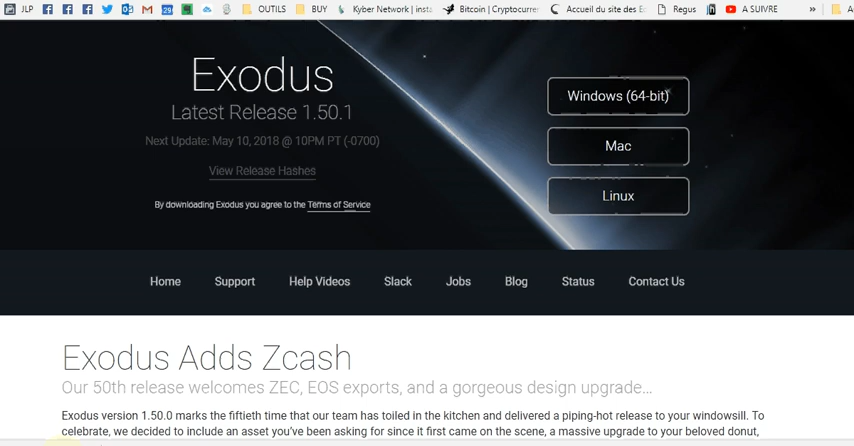 JLP
OUTILS
BUY
Kyber Network | insta
Bitcoin | Cryptocurre
Accueil du site des E
Regus
A SUIVRE
»
Exodus
Latest Release 1.50.1
Next Update: May 10, 2018 @ 10PM PT (-0700)
View Release Hashes
By downloading Exodus you agree to the Terms of Service
Windows (64-bit)
Mac
Linux
Home Support Help Videos Slack Jobs Blog Status Contact Us
Exodus Adds Zcash
Our 50th release welcomes ZEC, EOS exports, and a gorgeous design upgrade...
Exodus version 1.50.0 marks the fiftieth time that our team has toiled in the kitchen and delivered a piping-hot release to your windowsill. To
celebrate, we decided to include an asset you've been asking for since it first came on the scene, a massive upgrade to your beloved donut,